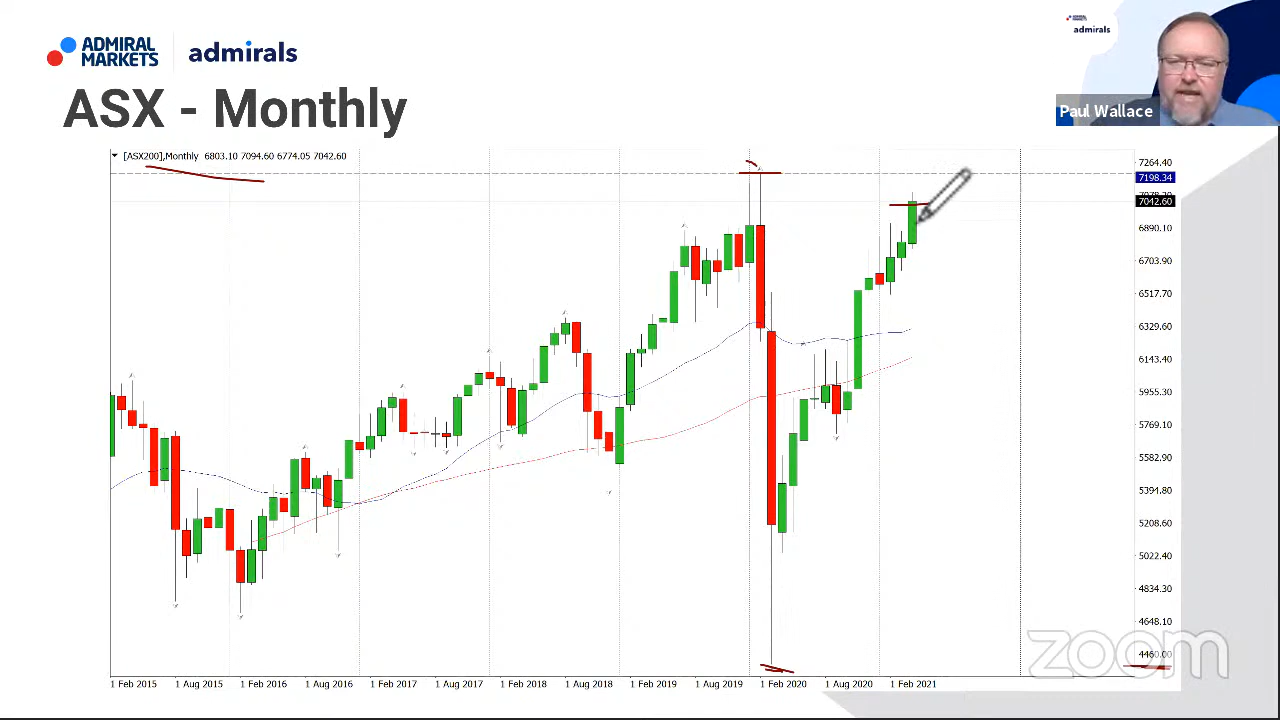 ADMIRAL
MARKETS
admirals
admirals
Paul Wallace
ASX - Monthly
[ASX200],Monthly 6803.10 7094.60 6774.05 7042.60
7264.40
7198.34
7042.60
6890.10
6703.90
6517.70
6329.60
6143.40
5955.30
5769.10
5582.90
5394.80
5208.60
5022.40
4834.30
4648.10
4460.00
zoom
1 Feb 2015 1 Aug 2015 1 Feb 2016 1 Aug 2016 1 Feb 2017 1 Aug 2017 1 Feb 2018 1 Aug 2018 1 Feb 2019 1 Aug 2019 1 Feb 2020 1 Aug 2020 1 Feb 2021